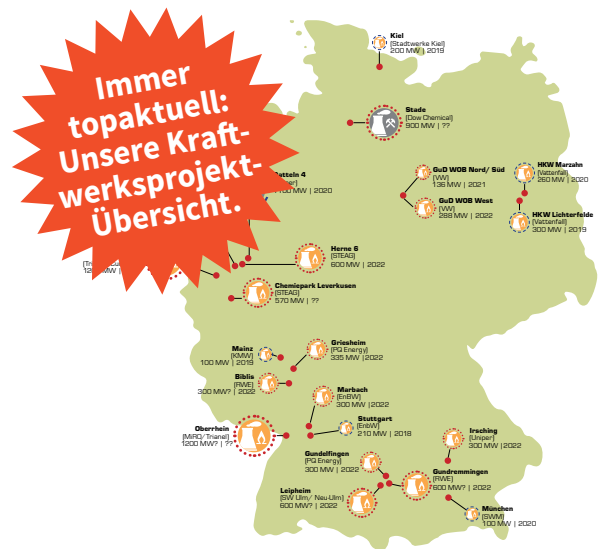 Kiel
(Stadtwerke Kiel)
200 MW | 2019
Immer
topaktuell:
Unsere Kraft-
werksprojekt-
Übersicht.
Stade
(Dow Chemical)
900 MW | ??
GuD WOB Nord/ Süd
(VW)
136 MW | 2021
GuD WOB West
(VW)
288 MW | 2022
HKW Marzahn
(Vattenfall)
260 MW | 2020
HKW Lichterfelde
(Vattenfall)
300 MW | 2019
4
| 2020
Herne 6
(STEAG)
600 MW | 2022
MW |
Chemiepark Leverkusen
(STEAG)
570 MW | ??
Mainz
(KMW)
100 MW | 2019
Griesheim
(PQ Energy)
335 MW |2022
Biblis
(RWE)
300 MW? | 2022
Marbach
(EnBW)
300 MW | 2022
Stuttgart
(EnbW)
210 MW | 2018
Oberrhein
(MiRO/Trianel)
1200 MW? | ??
Irsching
(Uniper)
300 MW | 2022
Gundelfingen
(PQ Energy)
300 MW | 2022
Gundremmingen
(RWE)
600 MW? | 2022
Leipheim
(SW Ulm/ Neu-Ulm)
600 MW? | 2022
München
(SWM)
100 MW | 2020